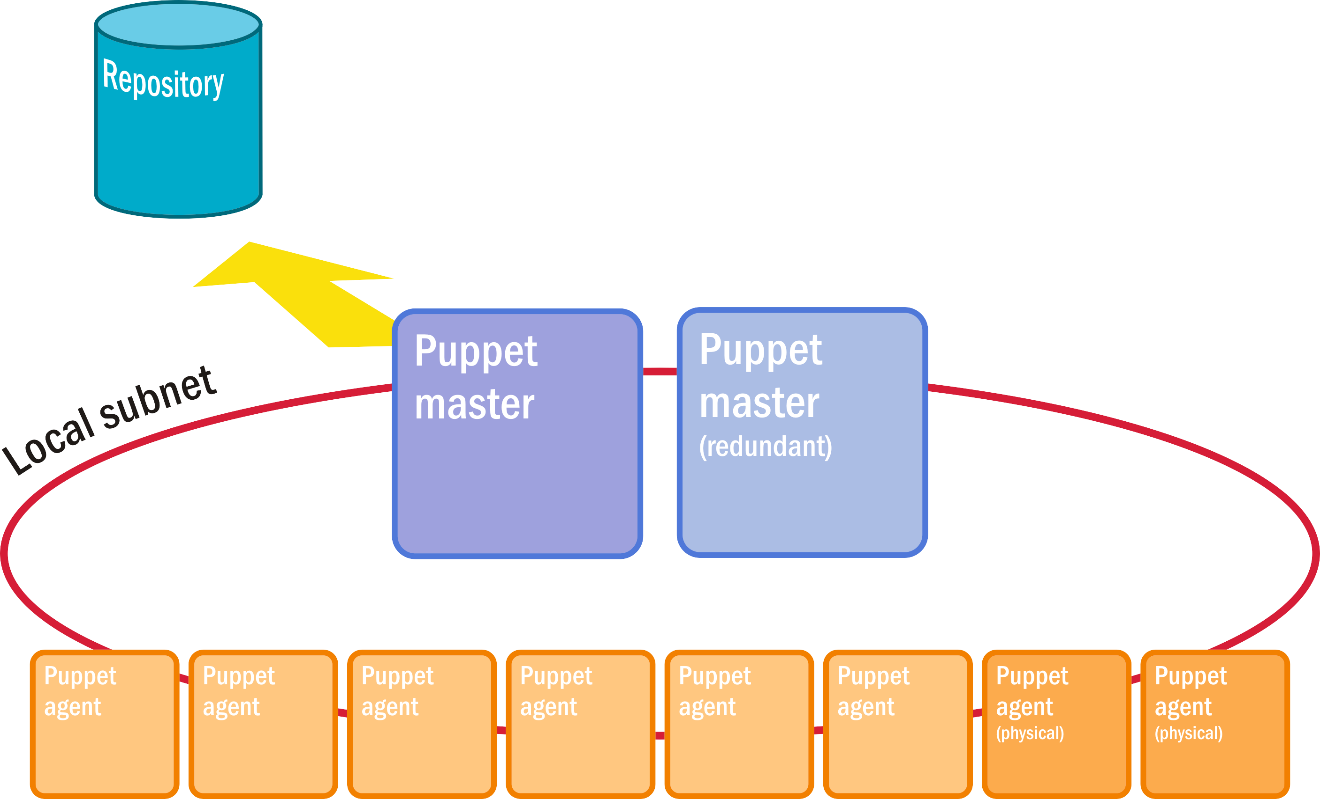 Repository
Local subnet
Puppet
master
Puppet
master
(redundant)
Puppet
agent
Puppet
agent
Puppet
agent
Puppet
agent
Puppet
agent
Puppet
agent
Puppet
agent
(physical)
Puppet
agent
(physical)